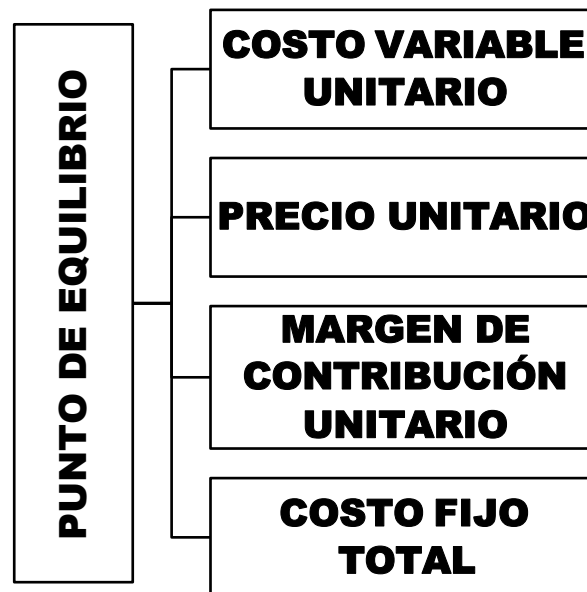 PUNTO DE EQUILIBRIO
COSTO VARIABLE
UNITARIO
PRECIO UNITARIO
MARGEN DE
CONTRIBUCIÓN
UNITARIO
COSTO FIJO
TOTAL